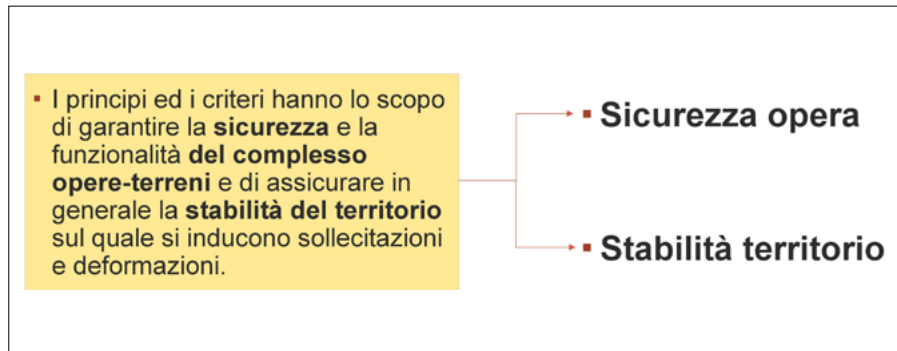 ▪ I principi ed i criteri hanno lo scopo
di garantire la sicurezza e la
funzionalità del complesso
opere-terreni e di assicurare in
generale la stabilità del territorio
sul quale si inducono sollecitazioni
e deformazioni.
▪ Sicurezza opera
▪ Stabilità territorio